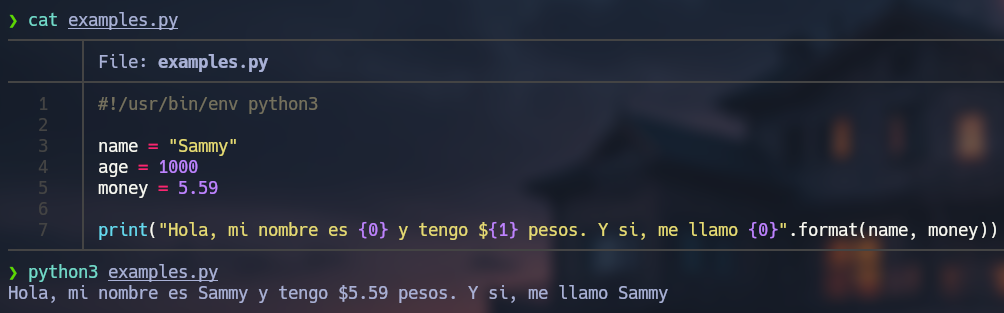 ❯ cat examples.py
File: examples.py
1 #!/usr/bin/env python3
2
3 name = "Sammy"
4 age = 1000
5 money = 5.59
6
7 print("Hola, mi nombre es {0} y tengo ${1} pesos. Y si, me llamo {0}".format(name, money))
❯ python3 examples.py
Hola, mi nombre es Sammy y tengo $5.59 pesos. Y si, me llamo Sammy